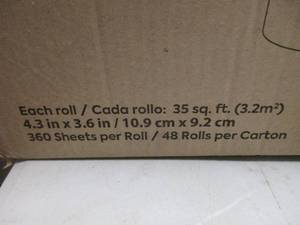 Each roll / Cada rollo: 35 sq. ft. (3.2m²)
4.3 in x 3.6 in / 10.9 cm x 9.2 cm
360 Sheets per Roll / 48 Rolls per Carton